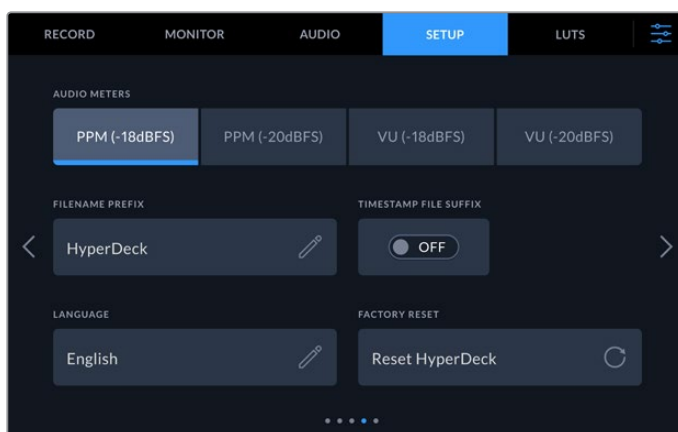 RECORD MONITOR AUDIO SETUP LUTS
AUDIO METERS
PPM (-18dBFS) PPM (-20dBFS) VU (-18dBFS) VU (-20dBFS)
FILENAME PREFIX TIMESTAMP FILE SUFFIX
HyperDeck OFF
LANGUAGE FACTORY RESET
English Reset HyperDeck